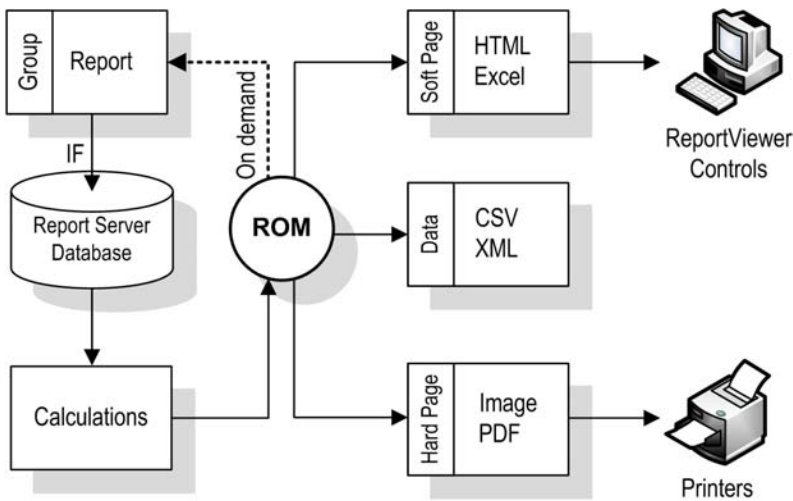 Group
Report
IF
Report Server
Database
Calculations
On demand
ROM
Soft Page
HTML
Excel
ReportViewer
Controls
Data
CSV
XML
Hard Page
Image
PDF
Printers